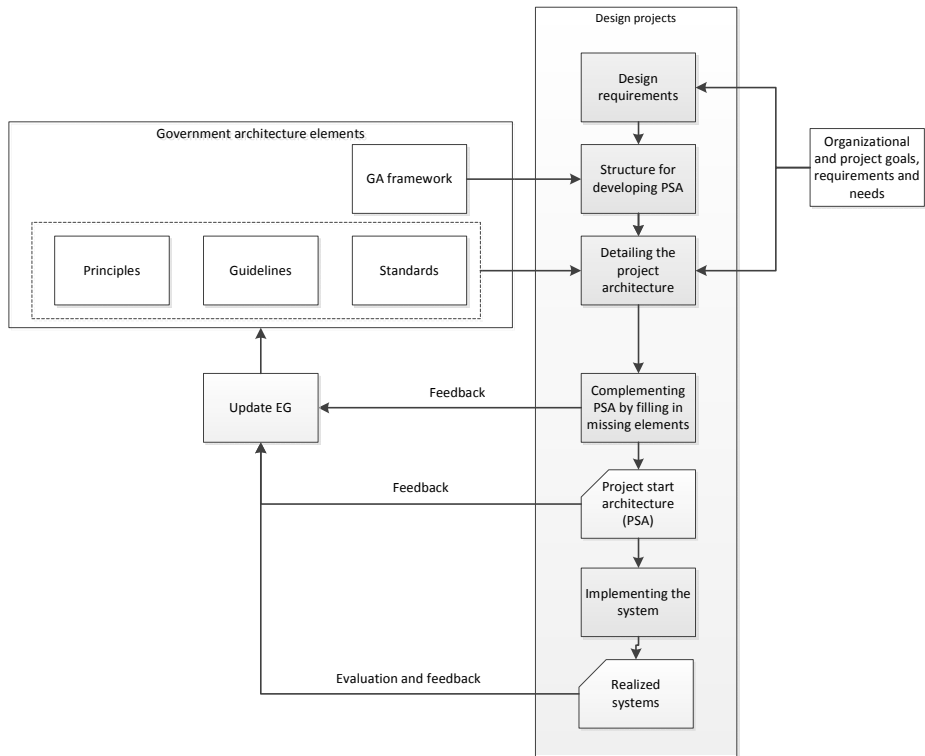 Design projects
Design
requirements
Government architecture elements
Organizational
and project goals,
requirements and
needs
GA framework
Structure for
developing PSA
Principles
Guidelines
Standards
Detailing the
project
architecture
Update EG
Feedback
Complementing
PSA by filling in
missing elements
Feedback
Project start
architecture
(PSA)
Implementing the
system
Evaluation and feedback
Realized
systems